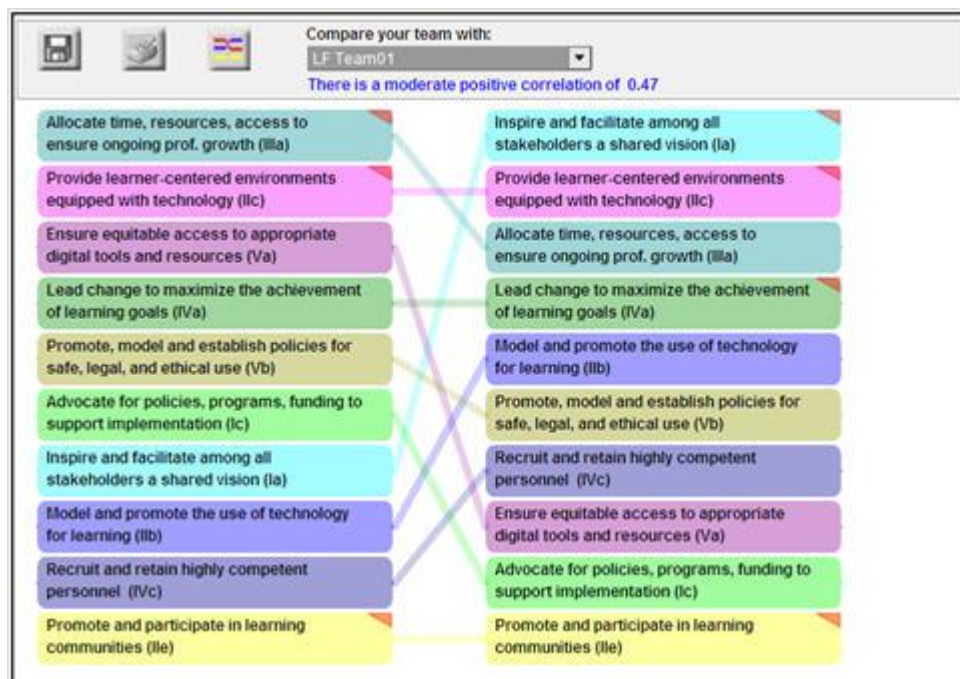 Compare your team with:
LF Team01
There is a moderate positive correlation of 0.47
Allocate time, resources, access to
ensure ongoing prof. growth (IIIa)
Provide learner-centered environments
equipped with technology (IIc)
Ensure equitable access to appropriate
digital tools and resources (Va)
Lead change to maximize the achievement
of learning goals (IVa)
Promote, model and establish policies for
safe, legal, and ethical use (Vb)
Advocate for policies, programs, funding to
support implementation (Ic)
Inspire and facilitate among all
stakeholders a shared vision (Ia)
Model and promote the use of technology
for learning (IIb)
Recruit and retain highly competent
personnel (IVc)
Promote and participate in learning
communities (IIe)
Inspire and facilitate among all
stakeholders a shared vision (Ia)
Provide learner-centered environments
equipped with technology (IIc)
Allocate time, resources, access to
ensure ongoing prof. growth (IIIa)
Lead change to maximize the achievement
of learning goals (IVa)
Model and promote the use of technology
for learning (IIb)
Promote, model and establish policies for
safe, legal, and ethical use (Vb)
Recruit and retain highly competent
personnel (IVc)
Ensure equitable access to appropriate
digital tools and resources (Va)
Advocate for policies, programs, funding to
support implementation (Ic)
Promote and participate in learning
communities (IIe)